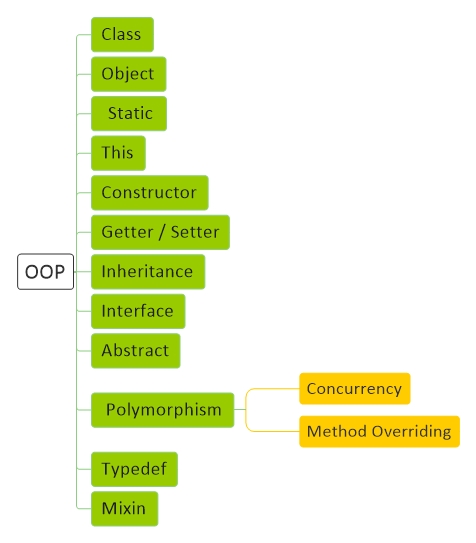 Class
Object
Static
This
Constructor
Getter / Setter
OOP
Inheritance
Interface
Abstract
Concurrency
Polymorphism
Method Overriding
Typedef
Mixin